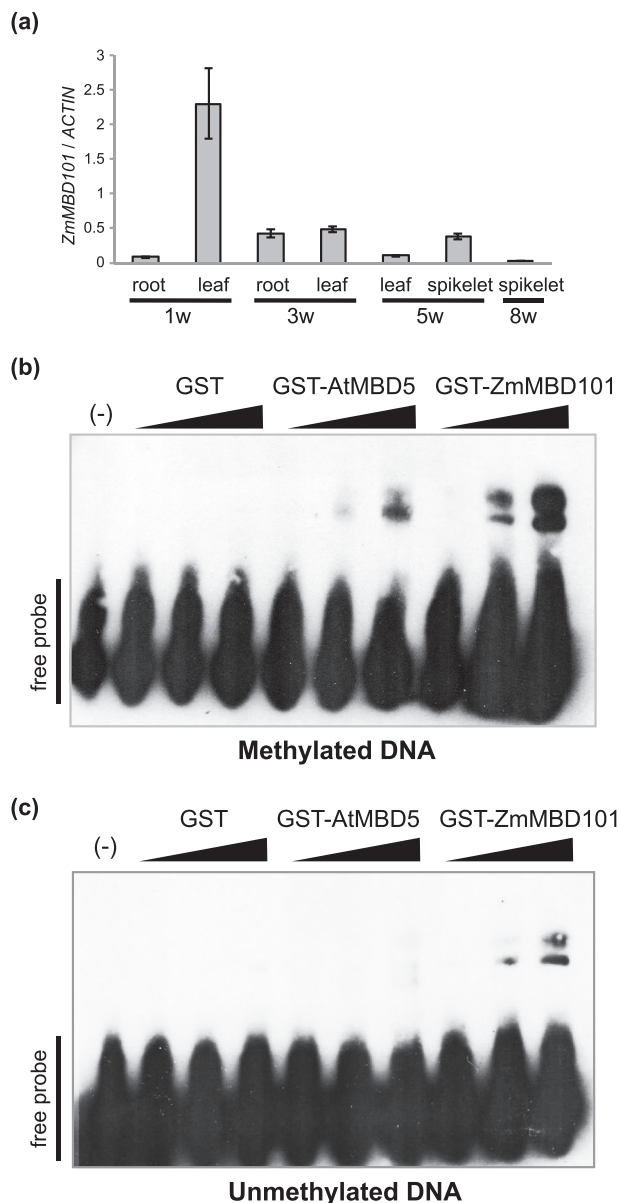 (a)
3
2.5
2
1.5
1
0.5
0
ZmMBD101 / ACTIN
root leaf root leaf leaf spikelet spikelet
1w 3w 5w 8w
(b)
GST GST-AtMBD5 GST-ZmMBD101
(-)
free probe
Methylated DNA
(c)
GST GST-AtMBD5 GST-ZmMBD101
(-)
free probe
Unmethylated DNA